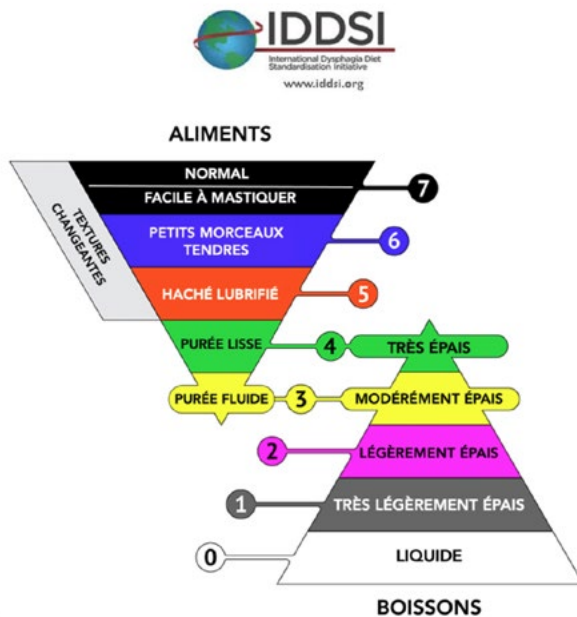 IDDSI
International Dysphagia Diet
Standardisation Initiative
www.iddsi.org
ALIMENTS
NORMAL
FACILE À MASTIQUER
7
TEXTURES
CHANGEANTES
PETITS MORCEAUX
TENDRES
6
HACHÉ LUBRIFIÉ
5
PURÉE LISSE
4
TRÈS ÉPAIS
PURÉE FLUIDE
3
MODÉRÉMENT ÉPAIS
2
LÉGÈREMENT ÉPAIS
1
TRÈS LÉGÈREMENT ÉPAIS
0
LIQUIDE
BOISSONS